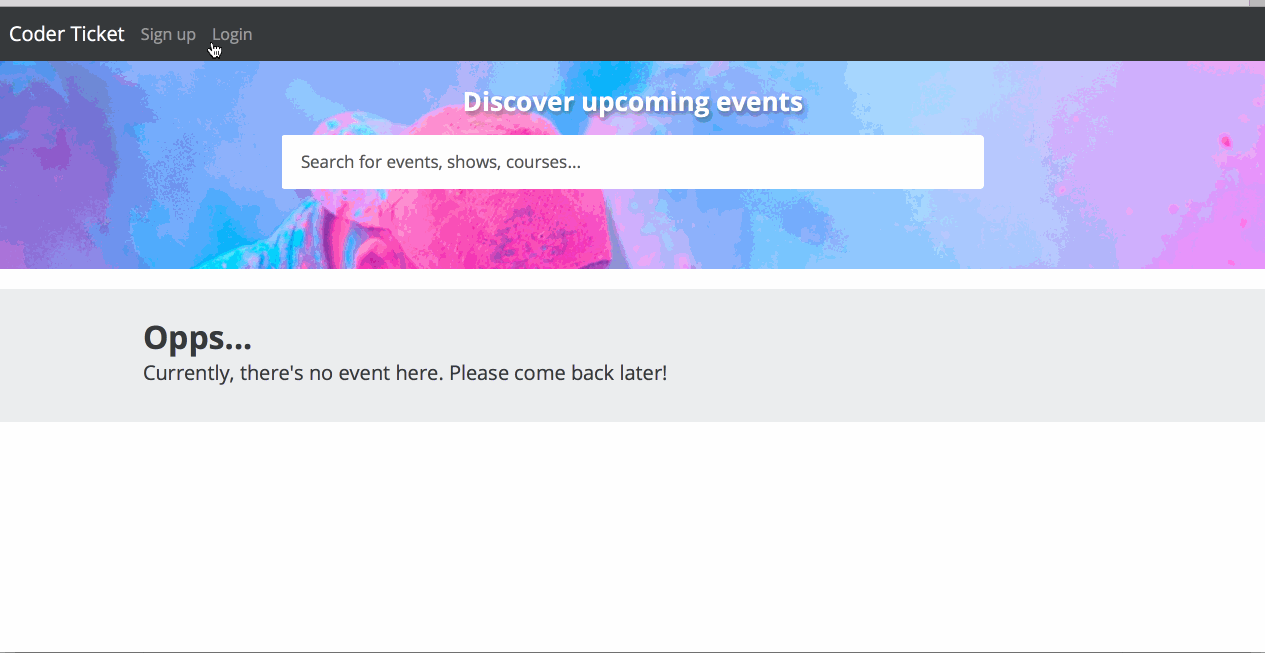 Coder Ticket Sign up Login
Discover upcoming events
Search for events, shows, courses...
Opps...
Currently, there's no event here. Please come back later!